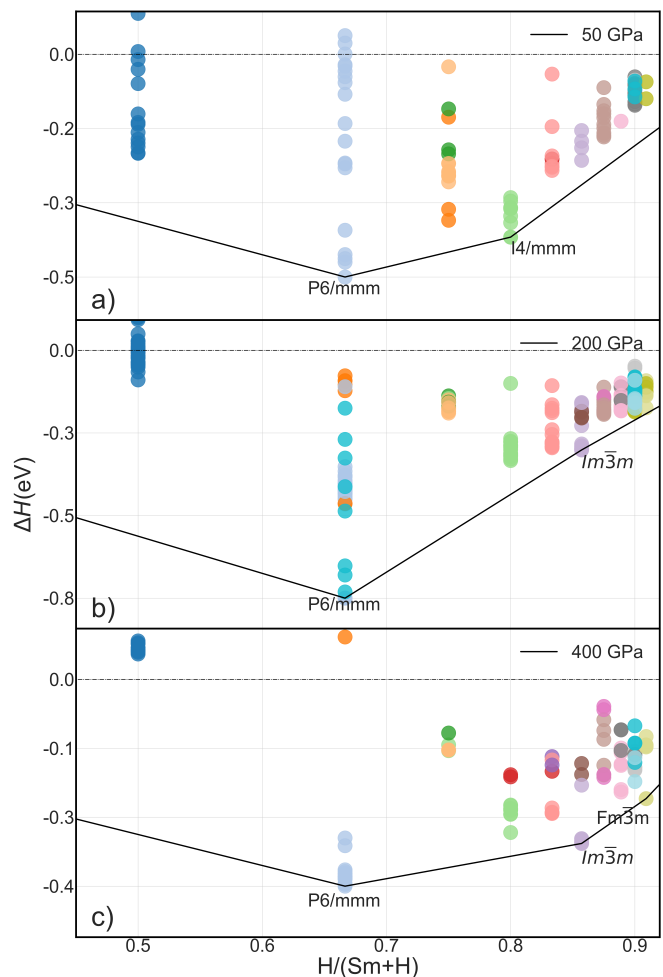 0.0
-0.2
-0.3
-0.5
50 GPa
I4/mmm
P6/mmm
a)
0.0
-0.3
-0.5
-0.8
200 GPa
Im3̅m
P6/mmm
b)
ΔH(eV)
0.0
-0.1
-0.3
-0.4
400 GPa
Fm3̅m
Im3̅m
P6/mmm
c)
0.5 0.6 0.7 0.8 0.9
H/(Sm+H)